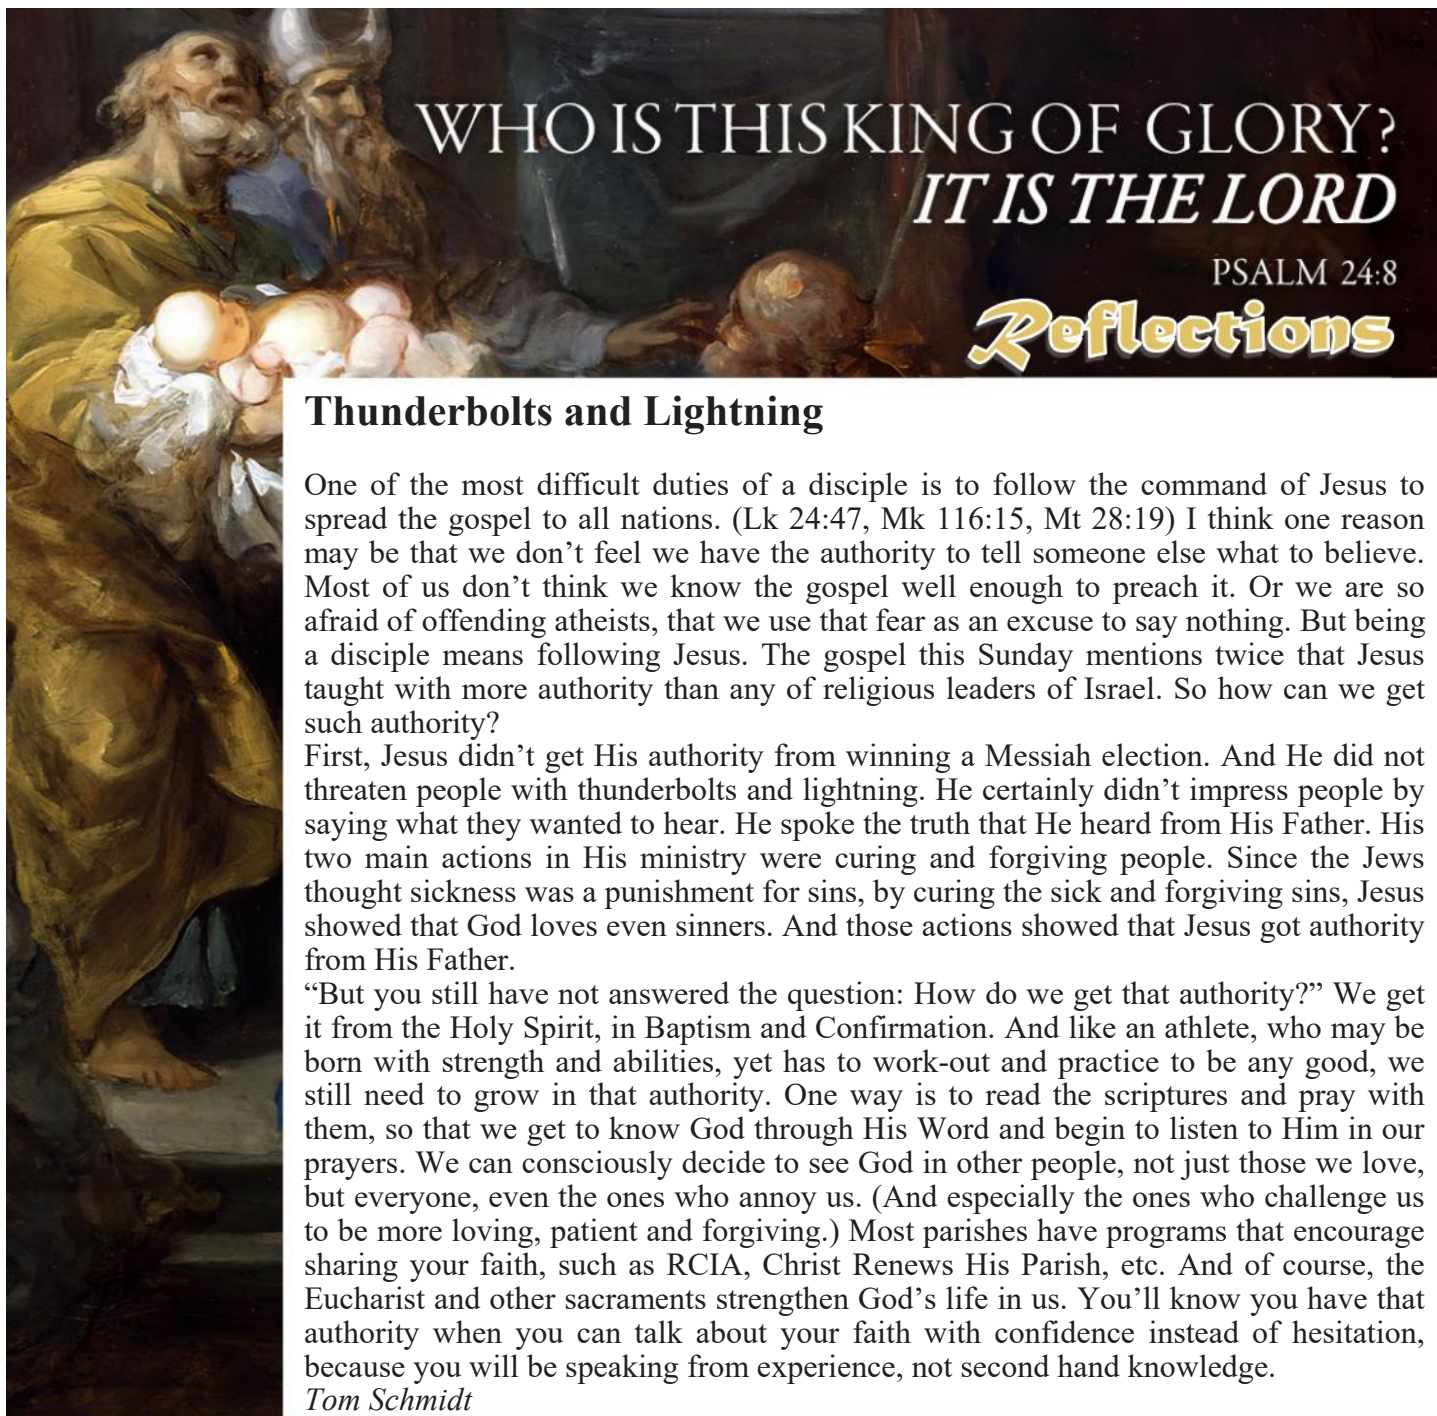 WHO IS THIS KING OF GLORY?
IT IS THE LORD
PSALM 24:8
Reflections
Thunderbolts and Lightning
One of the most difficult duties of a disciple is to follow the command of Jesus to
spread the gospel to all nations. (Lk 24:47, Mk 116:15, Mt 28:19) I think one reason
may be that we don’t feel we have the authority to tell someone else what to believe.
Most of us don’t think we know the gospel well enough to preach it. Or we are so
afraid of offending atheists, that we use that fear as an excuse to say nothing. But being
a disciple means following Jesus. The gospel this Sunday mentions twice that Jesus
taught with more authority than any of religious leaders of Israel. So how can we get
such authority?
First, Jesus didn’t get His authority from winning a Messiah election. And He did not
threaten people with thunderbolts and lightning. He certainly didn’t impress people by
saying what they wanted to hear. He spoke the truth that He heard from His Father. His
two main actions in His ministry were curing and forgiving people. Since the Jews
thought sickness was a punishment for sins, by curing the sick and forgiving sins, Jesus
showed that God loves even sinners. And those actions showed that Jesus got authority
from His Father.
“But you still have not answered the question: How do we get that authority?” We get
it from the Holy Spirit, in Baptism and Confirmation. And like an athlete, who may be
born with strength and abilities, yet has to work-out and practice to be any good, we
still need to grow in that authority. One way is to read the scriptures and pray with
them, so that we get to know God through His Word and begin to listen to Him in our
prayers. We can consciously decide to see God in other people, not just those we love,
but everyone, even the ones who annoy us. (And especially the ones who challenge us
to be more loving, patient and forgiving.) Most parishes have programs that encourage
sharing your faith, such as RCIA, Christ Renews His Parish, etc. And of course, the
Eucharist and other sacraments strengthen God’s life in us. You’ll know you have that
authority when you can talk about your faith with confidence instead of hesitation,
because you will be speaking from experience, not second hand knowledge.
Tom Schmidt